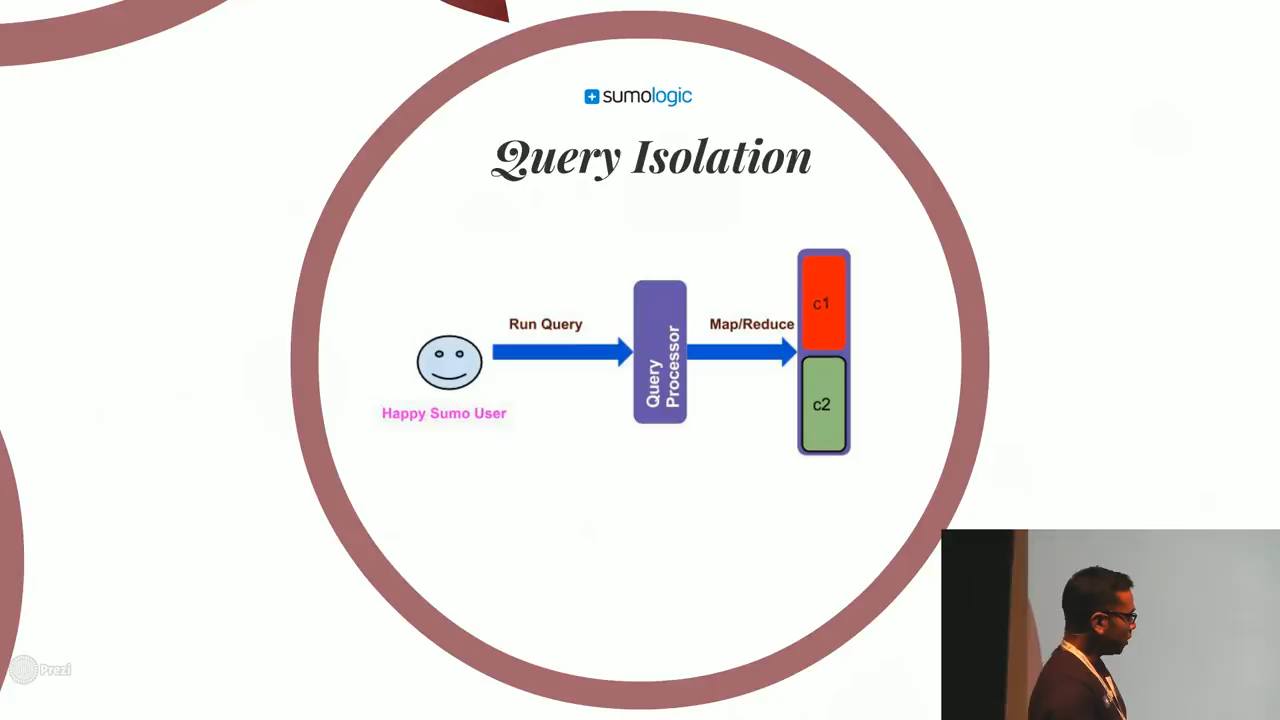 sumologic
Query Isolation
Run Query
Map/Reduce
Query
Processor
c1
c2
Happy Sumo User
Prezi